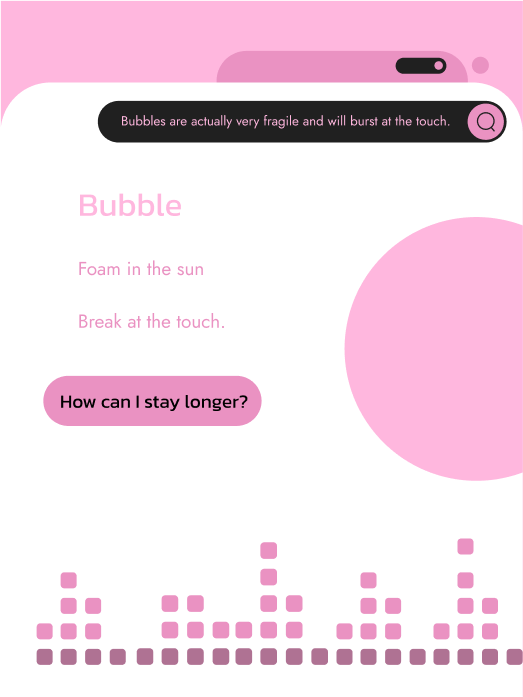 Bubbles are actually very fragile and will burst at the touch.
Bubble
Foam in the sun
Break at the touch.
How can I stay longer?